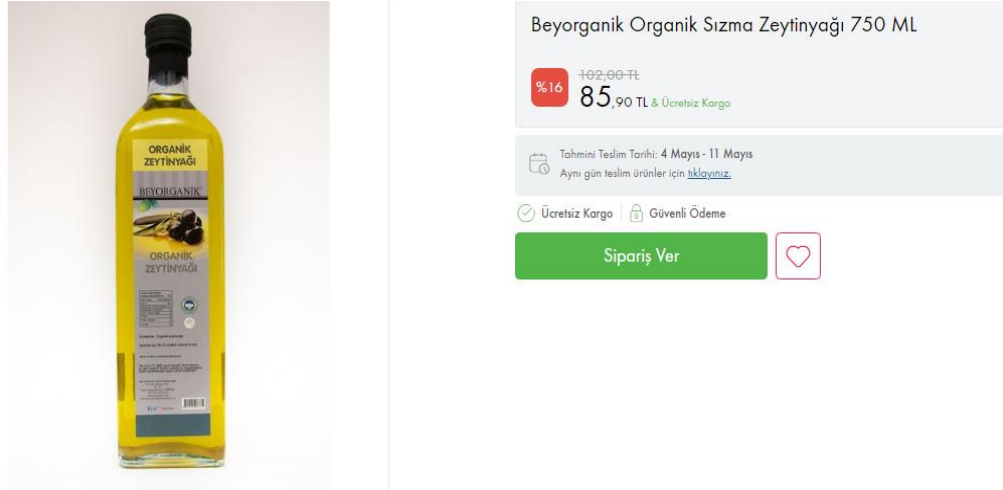 ORGANİK
ZEYTİNYAĞI
BEYORGANİK
ORGANİK
ZEYTİNYAĞI
Beyorganik Organik Sızma Zeytinyağı 750 ML
%16
102,00 TL
85,90 TL & Ücretsiz Kargo
Tahmini Teslim Tarihi: 4 Mayıs - 11 Mayıs
Aynı gün teslim ürünler için tıklayınız.
Ücretsiz Kargo
Güvenli Ödeme
Sipariş Ver